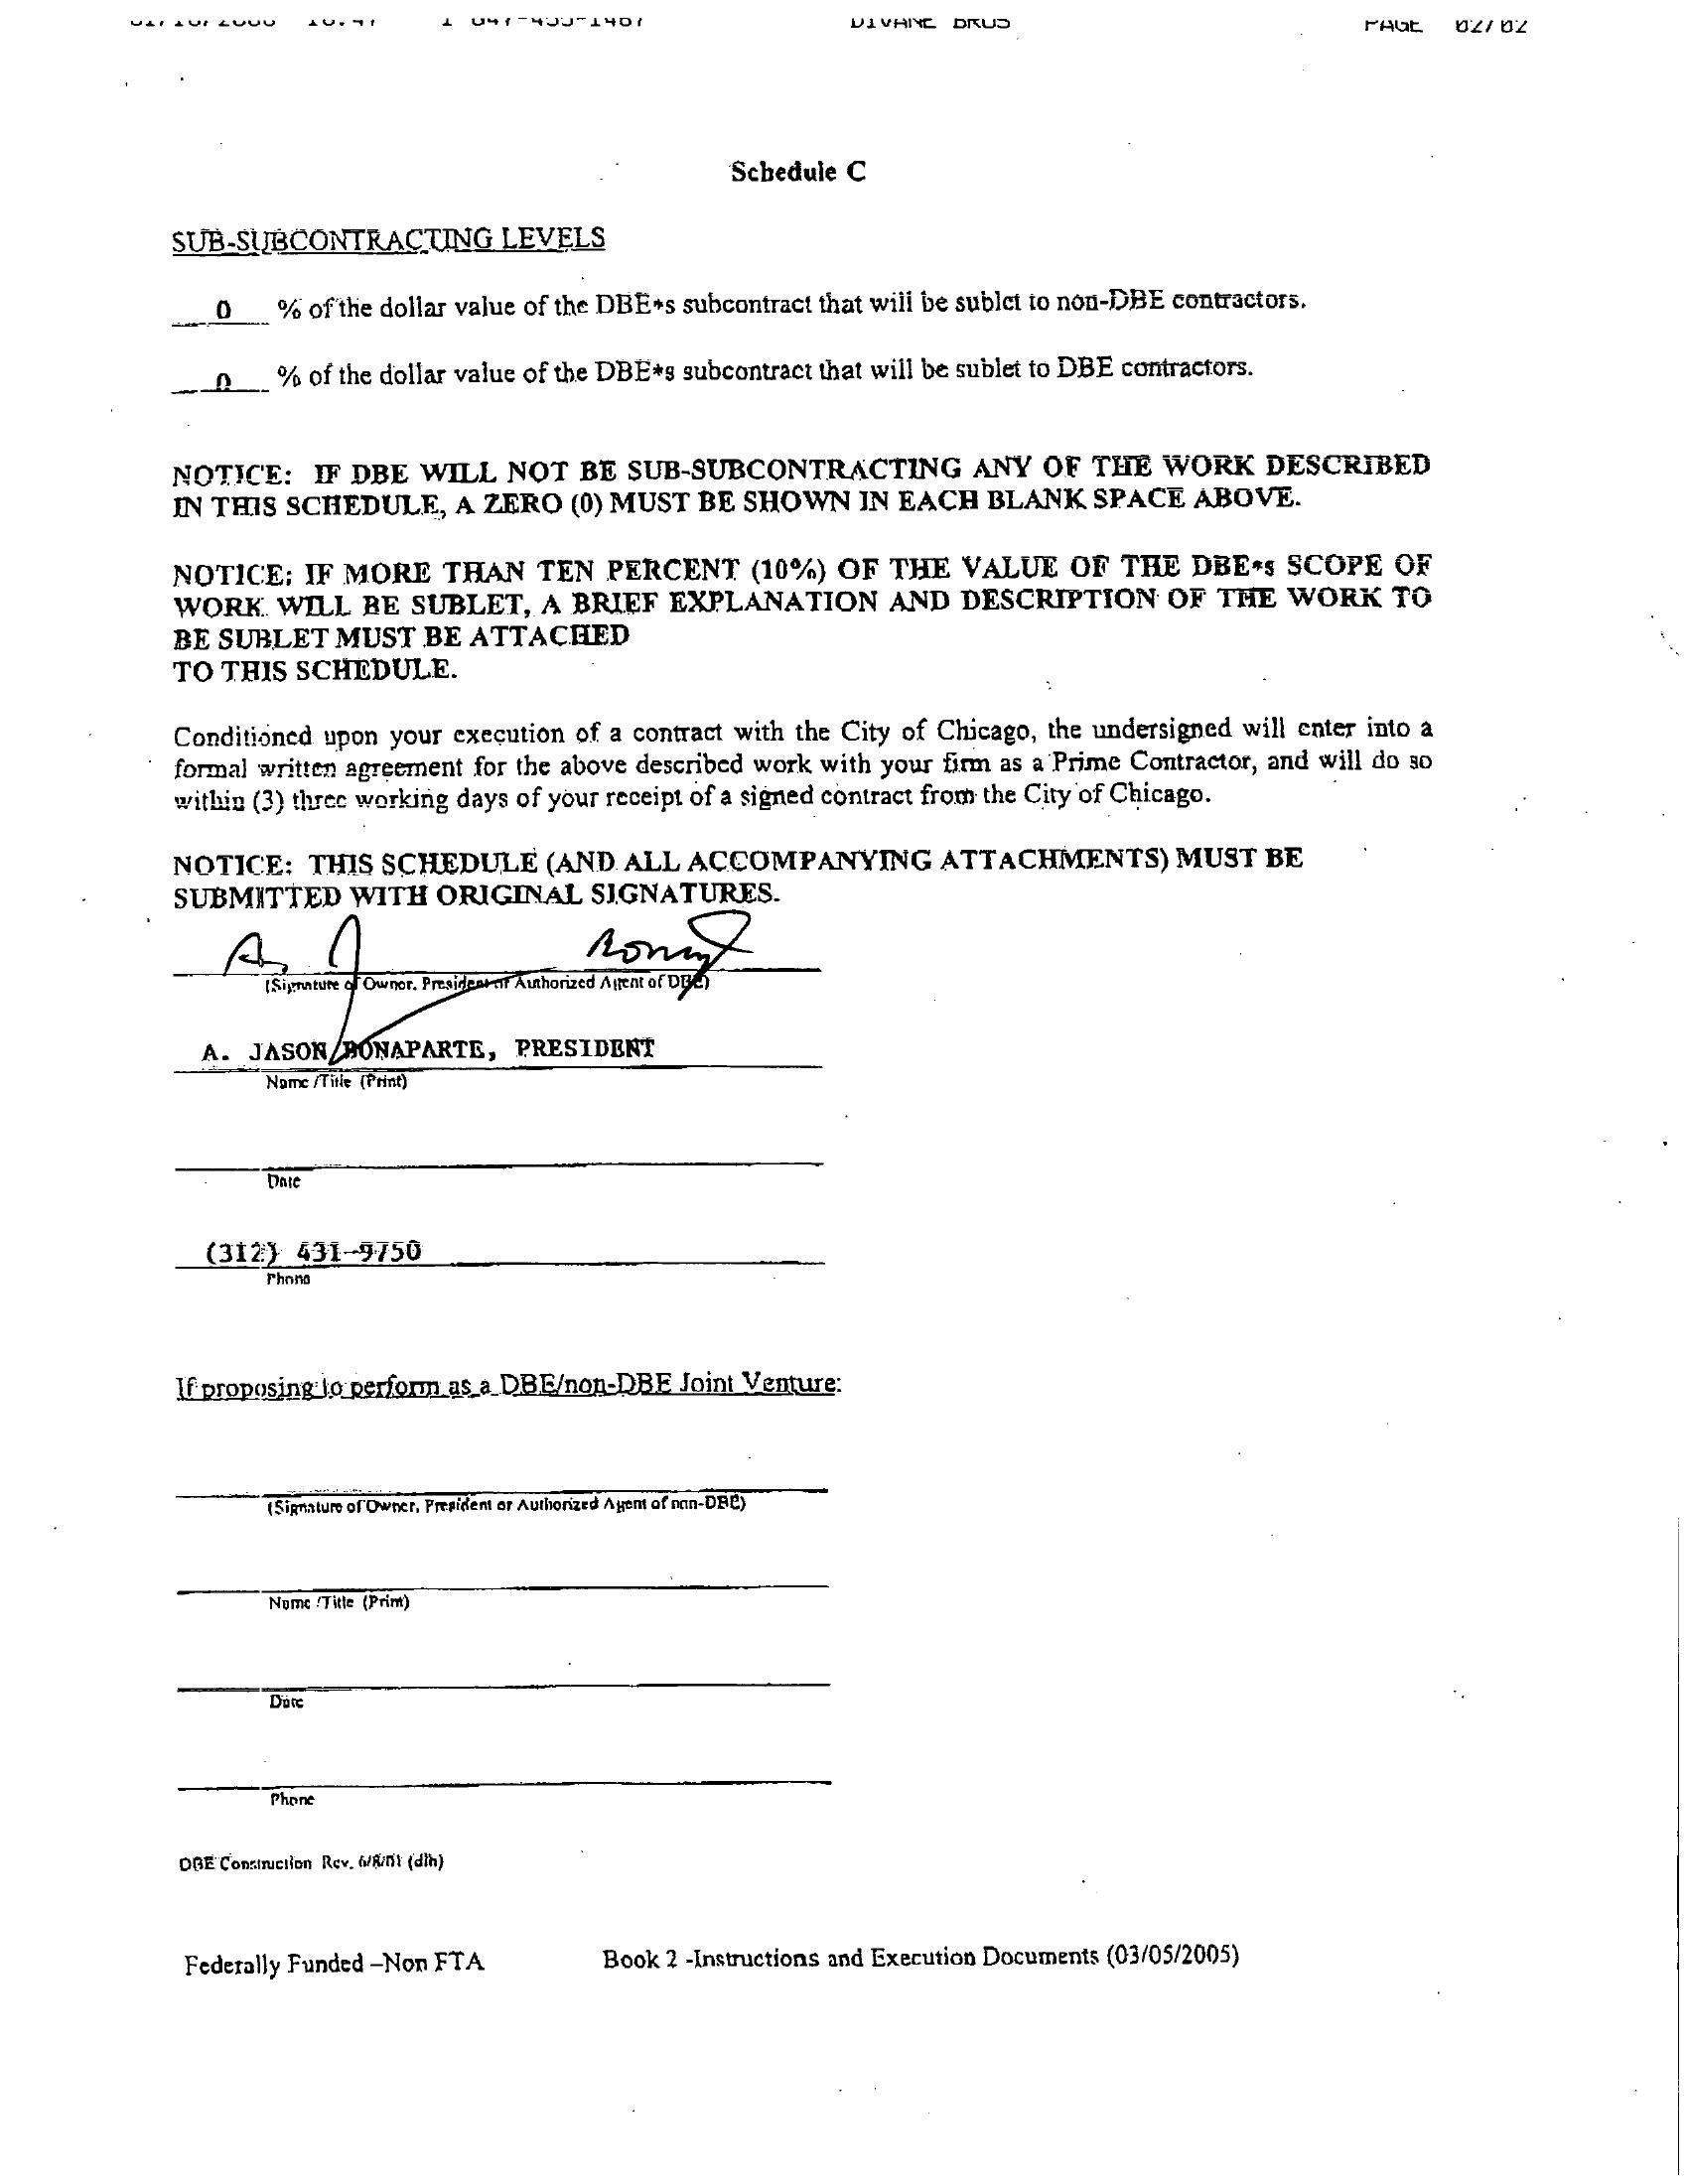 DIVANE BROS
PAGE 02/02
Schedule C
SUB-SUBCONTRACTING LEVELS
0 % of the dollar value of the DBE*s subcontract that will be sublet to non-DBE contractors.
0 % of the dollar value of the DBE*s subcontract that will be sublet to DBE contractors.
NOTICE: IF DBE WILL NOT BE SUB-SUBCONTRACTING ANY OF THE WORK DESCRIBED
IN THIS SCHEDULE, A ZERO (0) MUST BE SHOWN IN EACH BLANK SPACE ABOVE.
NOTICE: IF MORE THAN TEN PERCENT (10%) OF THE VALUE OF THE DBE*s SCOPE OF
WORK WILL BE SUBLET, A BRIEF EXPLANATION AND DESCRIPTION OF THE WORK TO
BE SUBLET MUST BE ATTACHED
TO THIS SCHEDULE.
Conditioned upon your execution of a contract with the City of Chicago, the undersigned will enter into a
formal written agreement for the above described work with your firm as a Prime Contractor, and will do so
within (3) three working days of your receipt of a signed contract from the City of Chicago.
NOTICE: THIS SCHEDULE (AND ALL ACCOMPANYING ATTACHMENTS) MUST BE
SUBMITTED WITH ORIGINAL SIGNATURES.
(Signature of Owner, President or Authorized Agent of DBE)
A. JASON BONAPARTE, PRESIDENT
Name /Title (Print)
Date
(312) 431-9750
Phone
If proposing to perform as a DBE/non-DBE Joint Venture:
(Signature of Owner, President or Authorized Agent of non-DBE)
Name /Title (Print)
Date
Phone
DBE Construction Rev. 6/8/01 (dlh)
Federally Funded –Non FTA Book 2 -Instructions and Execution Documents (03/05/2005)